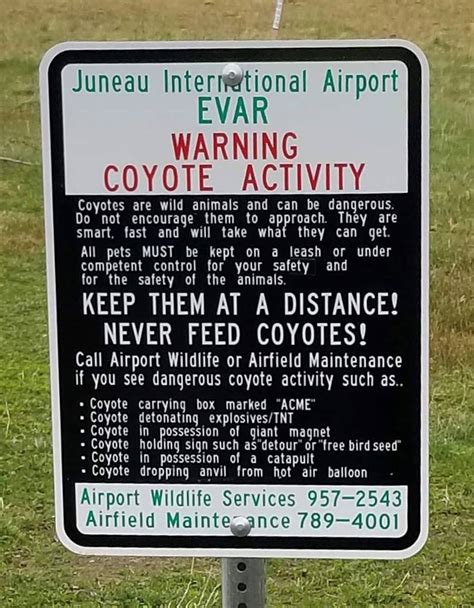 Juneau International Airport
EVAR
WARNING
COYOTE ACTIVITY
Coyotes are wild animals and can be dangerous.
Do not encourage them to approach. They are
smart, fast and will take what they can get.
All pets MUST be kept on a leash or under
competent control for your safety and
for the safety of the animals.
KEEP THEM AT A DISTANCE!
NEVER FEED COYOTES!
Call Airport Wildlife or Airfield Maintenance
if you see dangerous coyote activity such as..
• Coyote carrying box marked "ACME"
• Coyote detonating explosives/TNT
• Coyote in possession of giant magnet
• Coyote holding sign such as"detour"or"free bird seed"
• Coyote in possession of a catapult
• Coyote dropping anvil from hot air balloon
Airport Wildlife Services 957-2543
Airfield Maintenance 789-4001